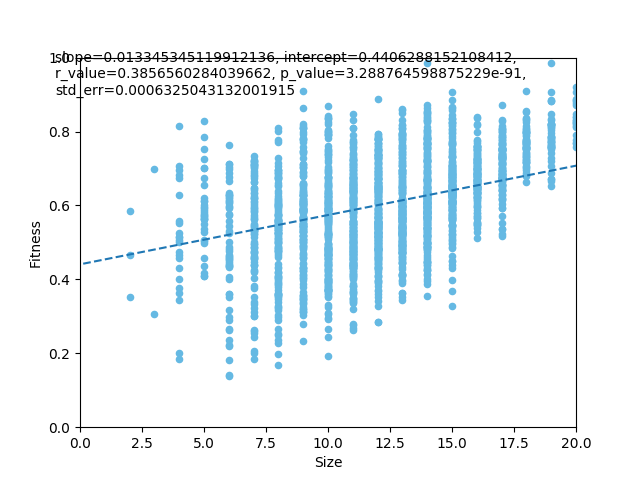 slope=0.013345345119912136, intercept=0.4406288152108412,
r_value=0.3856560284039662, p_value=3.288764598875229e-91,
std_err=0.0006325043132001915
1.0
0.8
0.6
0.4
0.2
0.0
Fitness
0.0 2.5 5.0 7.5 10.0 12.5 15.0 17.5 20.0
Size